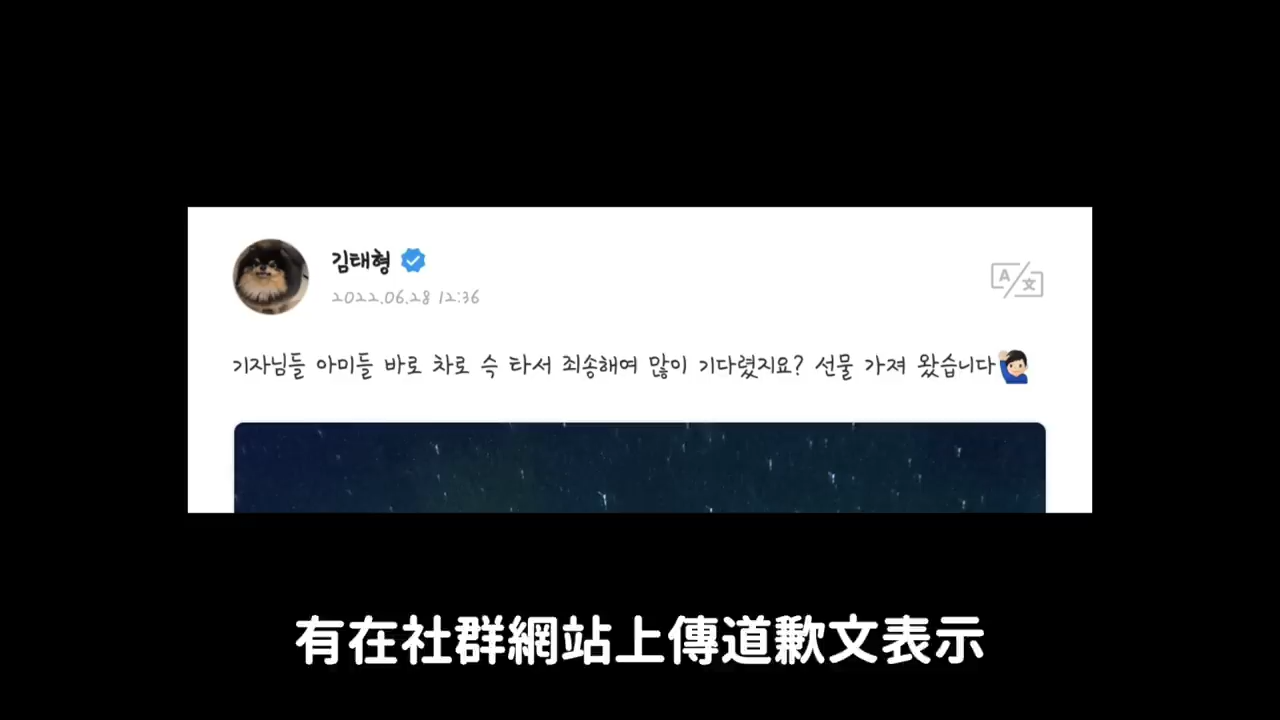 김태형
2022.06.28 12:36
A/文
기자님들 아미들 바로 차로 슥 타서 죄송해여 많이 기다렸지요? 선물 가져 왔습니다🙋🏻‍♂️
有在社群網站上傳道歉文表示